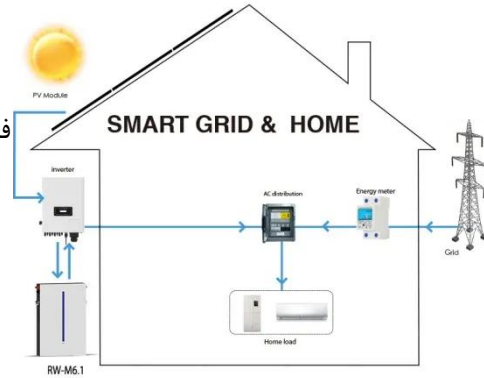 PV Module
SMART GRID & HOME
inverter
AC distribution
Energy meter
Grid
Home load
RW-M6.1